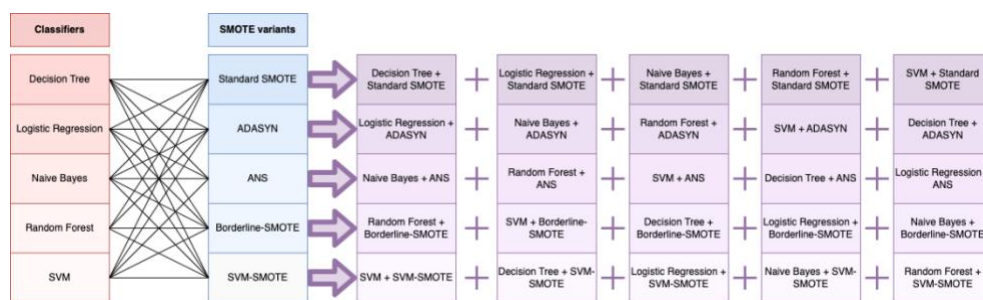 Classifiers
SMOTE variants
Decision Tree
Standard SMOTE
Decision Tree +
Standard SMOTE
Logistic Regression +
Standard SMOTE
Naive Bayes +
Standard SMOTE
Random Forest +
Standard SMOTE
SVM + Standard
SMOTE
Logistic Regression
ADASYN
Logistic Regression +
ADASYN
Naive Bayes +
ADASYN
Random Forest +
ADASYN
SVM + ADASYN
Decision Tree +
ADASYN
Naive Bayes
ANS
Naive Bayes + ANS
Random Forest +
ANS
SVM + ANS
Decision Tree + ANS
Logistic Regression
ANS
Random Forest
Borderline-SMOTE
Random Forest +
Borderline-SMOTE
SVM + Borderline-
SMOTE
Decision Tree +
Borderline-SMOTE
Logistic Regression +
Borderline-SMOTE
Naive Bayes +
Borderline-SMOTE
SVM
SVM-SMOTE
SVM + SVM-SMOTE
Decision Tree + SVM-
SMOTE
Logistic Regression +
SVM-SMOTE
Naive Bayes + SVM-
SMOTE
Random Forest +
SVM-SMOTE